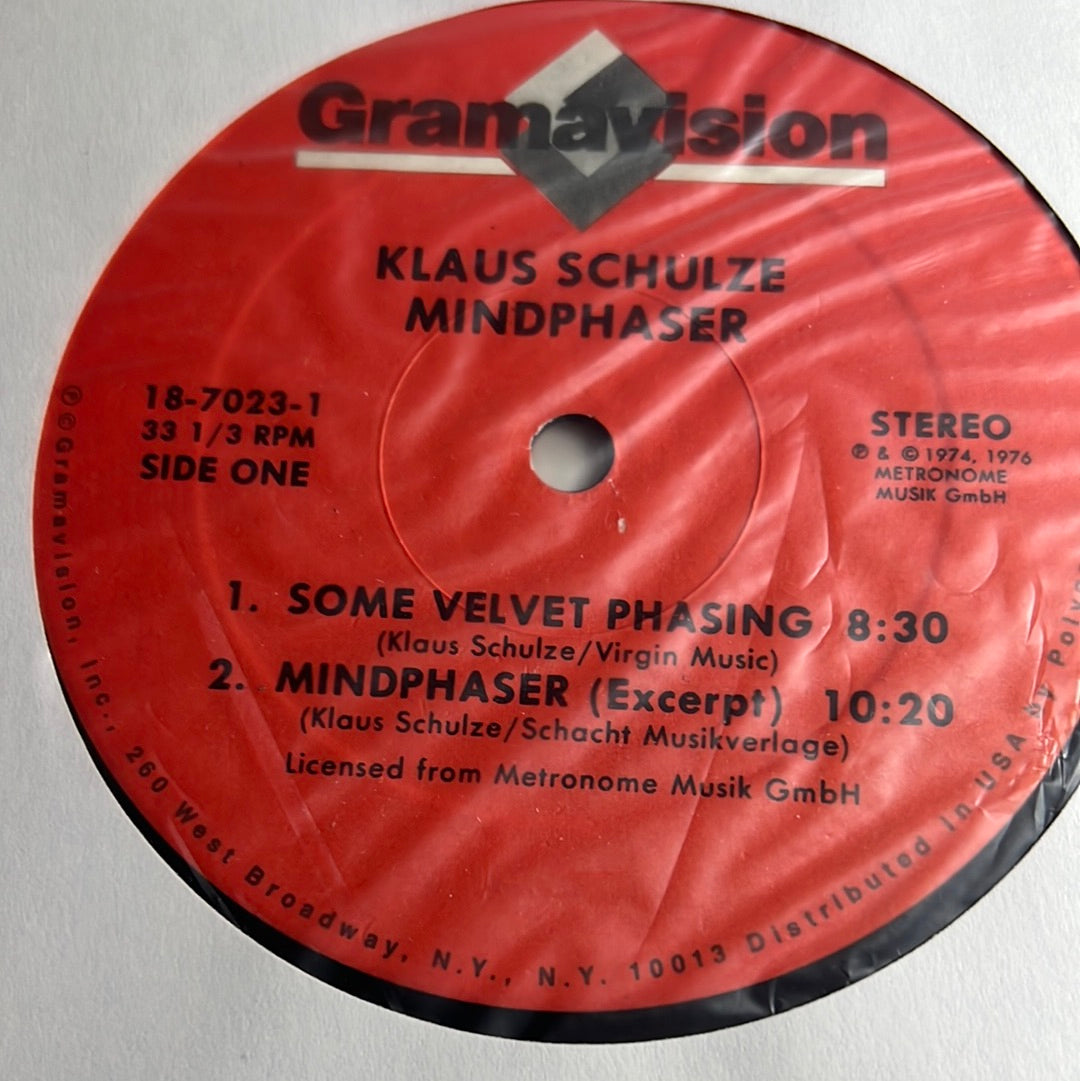 Gramavision
KLAUS SCHULZE
MINDPHASER
18-7023-1
33 1/3 RPM
SIDE ONE
STEREO
℗ & © 1974, 1976
METRONOME
MUSIK GmbH
1. SOME VELVET PHASING 8:30
(Klaus Schulze/Virgin Music)
2. MINDPHASER (Excerpt) 10:20
(Klaus Schulze/Schacht Musikverlage)
Licensed from Metronome Musik GmbH
℗ © Gramavision, Inc., 260 West Broadway, N.Y., N.Y. 10013 Distributed in USA by